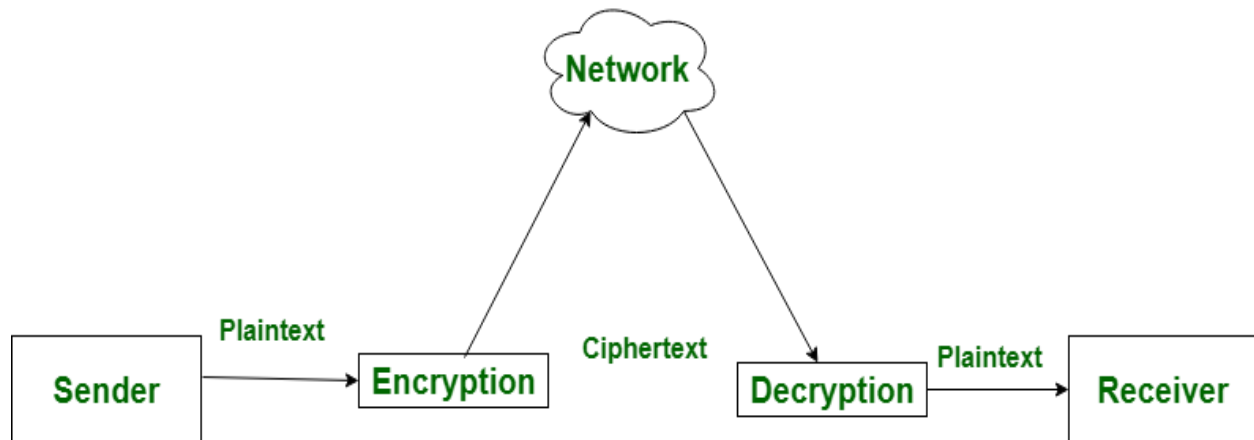 Network
Plaintext
Ciphertext
Plaintext
Sender
Encryption
Decryption
Receiver